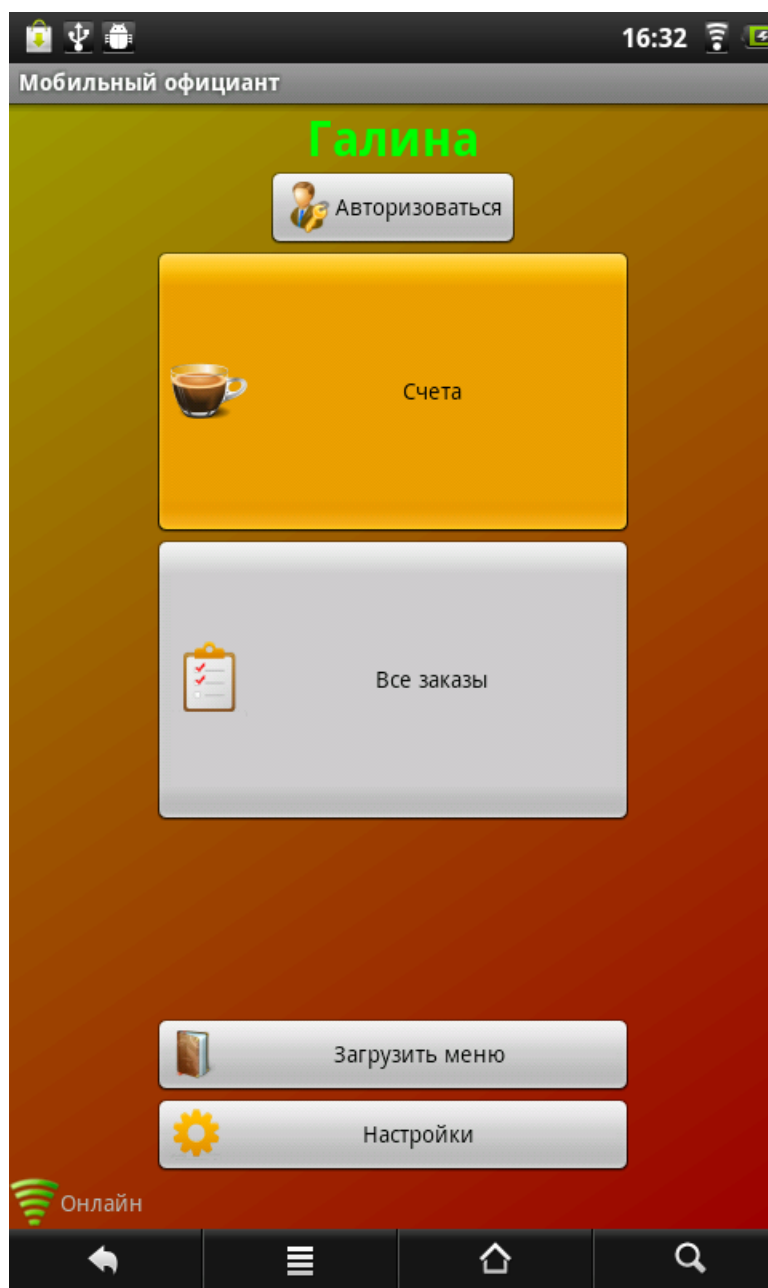 16:32
Мобильный официант
Галина
Авторизоваться
Счета
Все заказы
Загрузить меню
Настройки
Онлайн